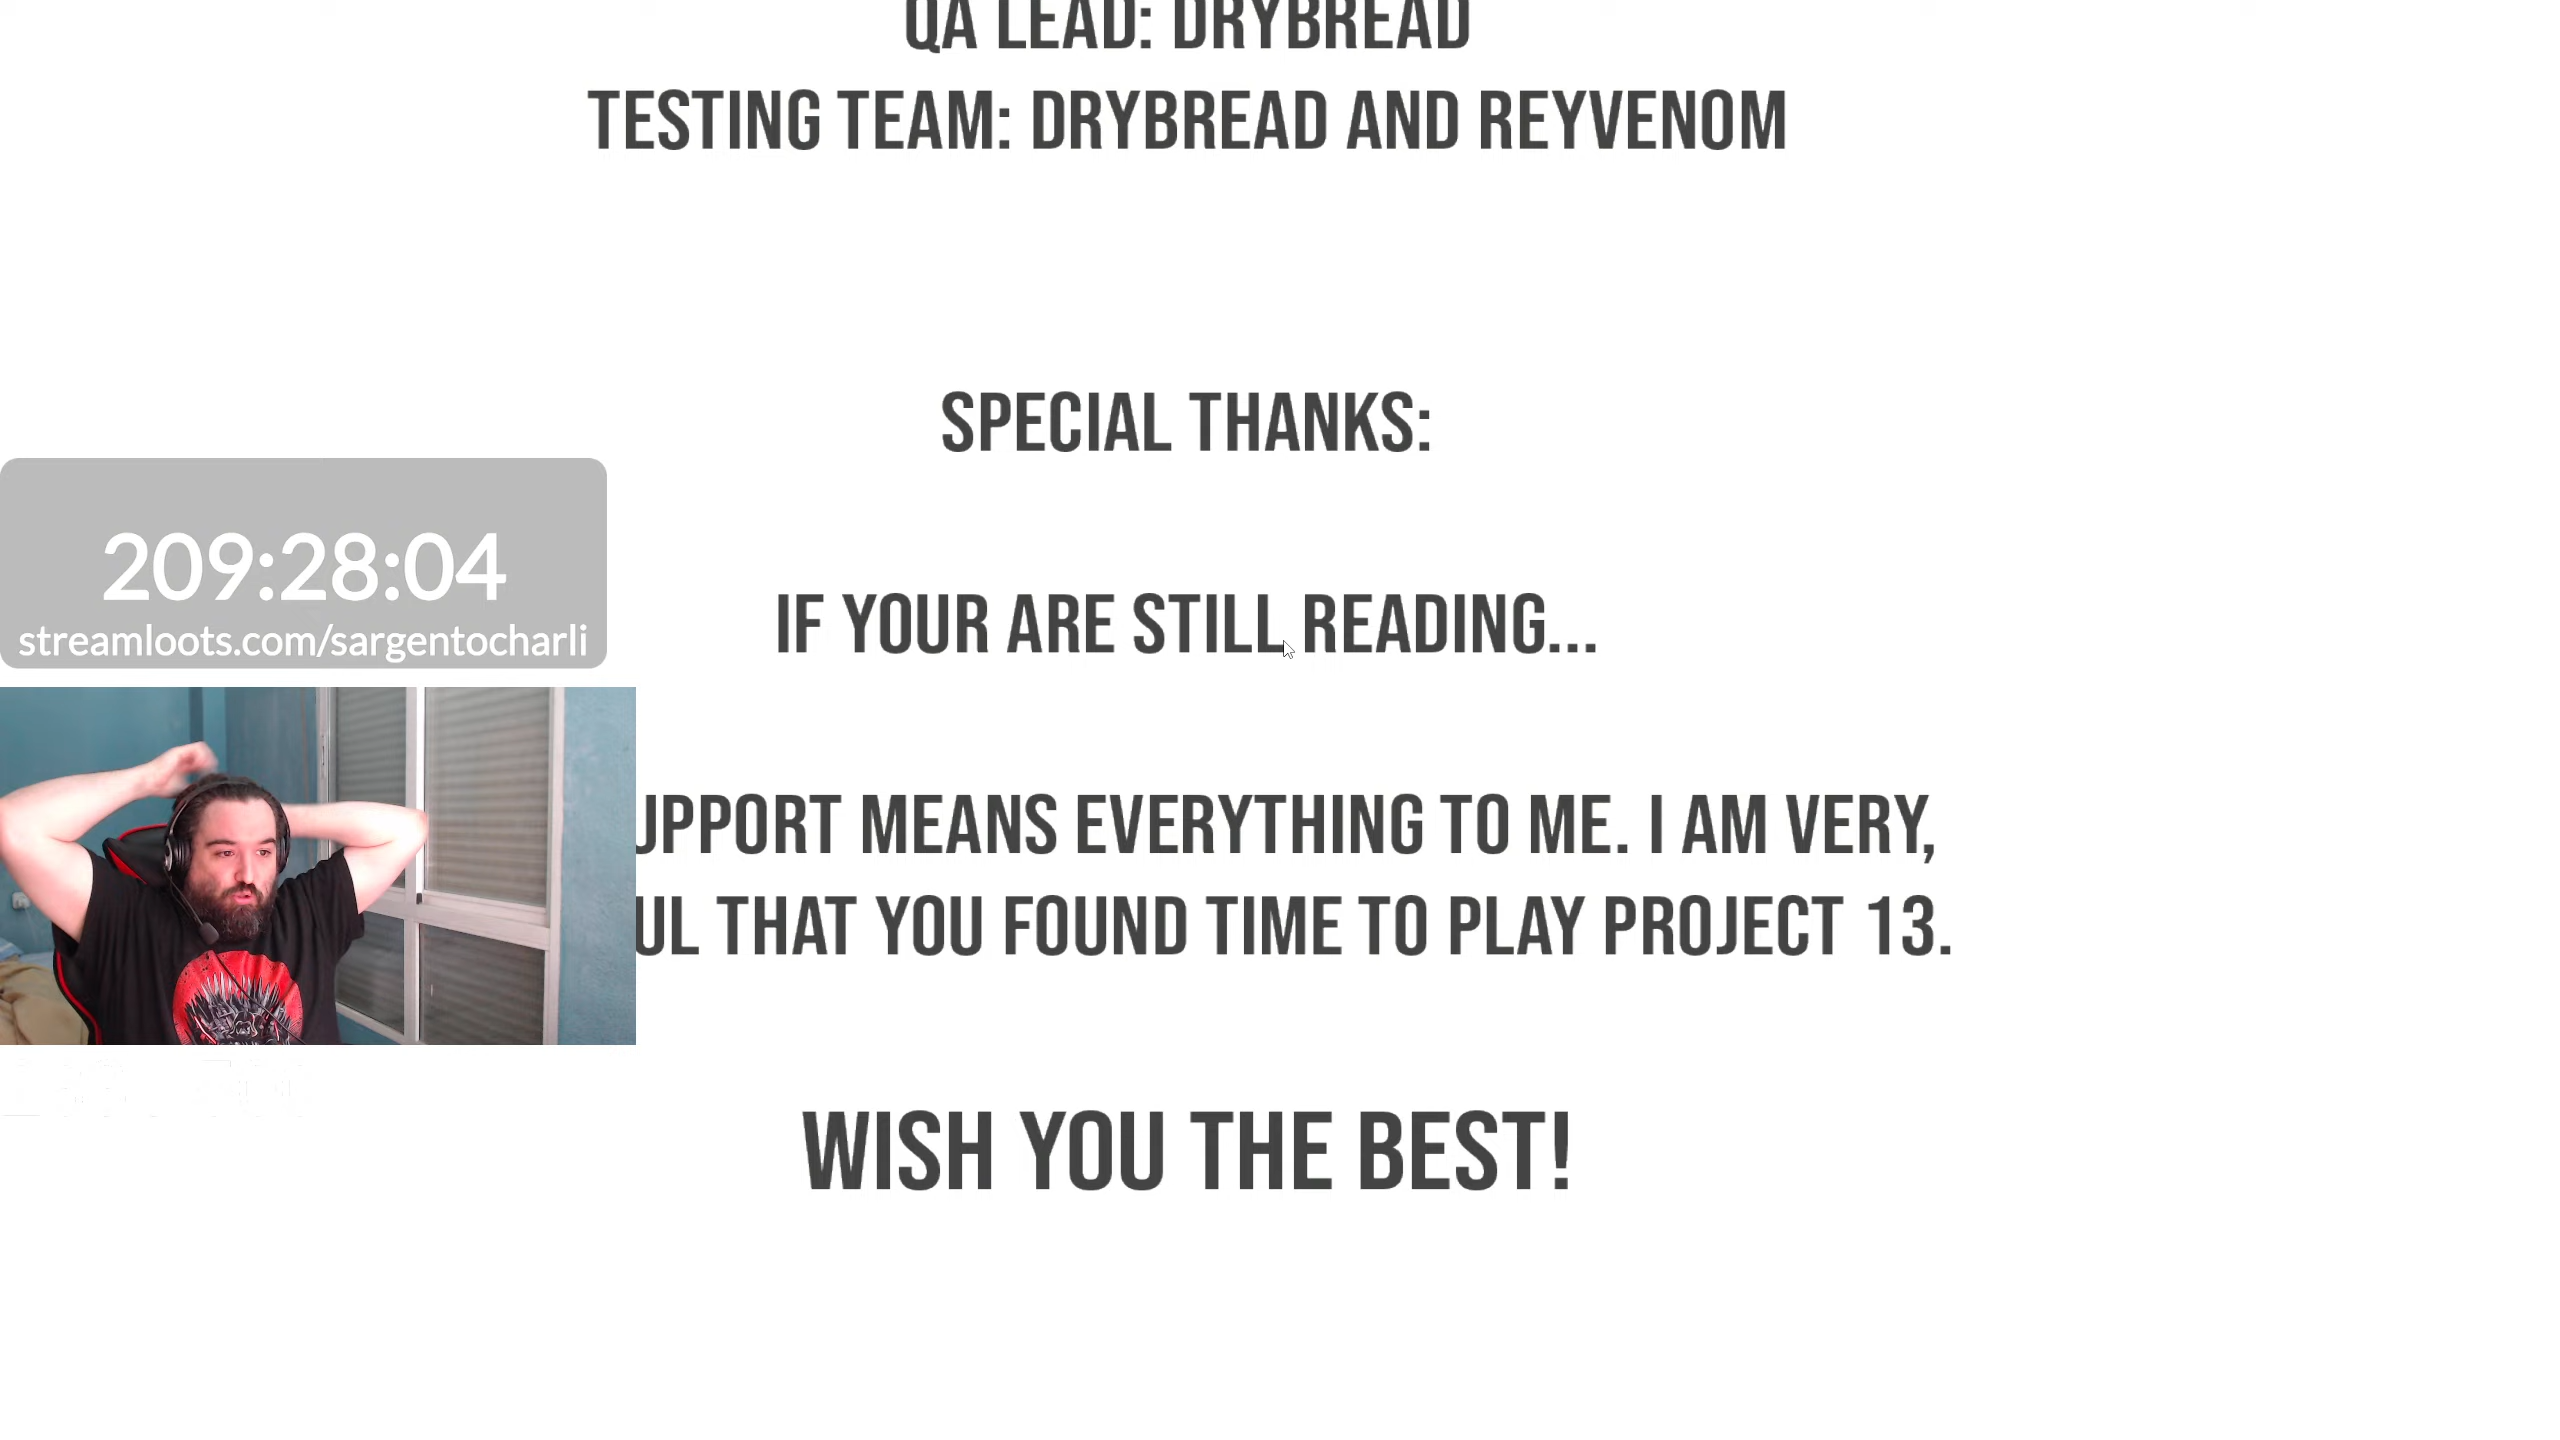 QA LEAD: DRYBREAD
TESTING TEAM: DRYBREAD AND REYVENOM
SPECIAL THANKS:
209:28:04
streamloots.com/sargentocharli
IF YOUR ARE STILL READING...
UPPORT MEANS EVERYTHING TO ME. I AM VERY,
UL THAT YOU FOUND TIME TO PLAY PROJECT 13.
WISH YOU THE BEST!